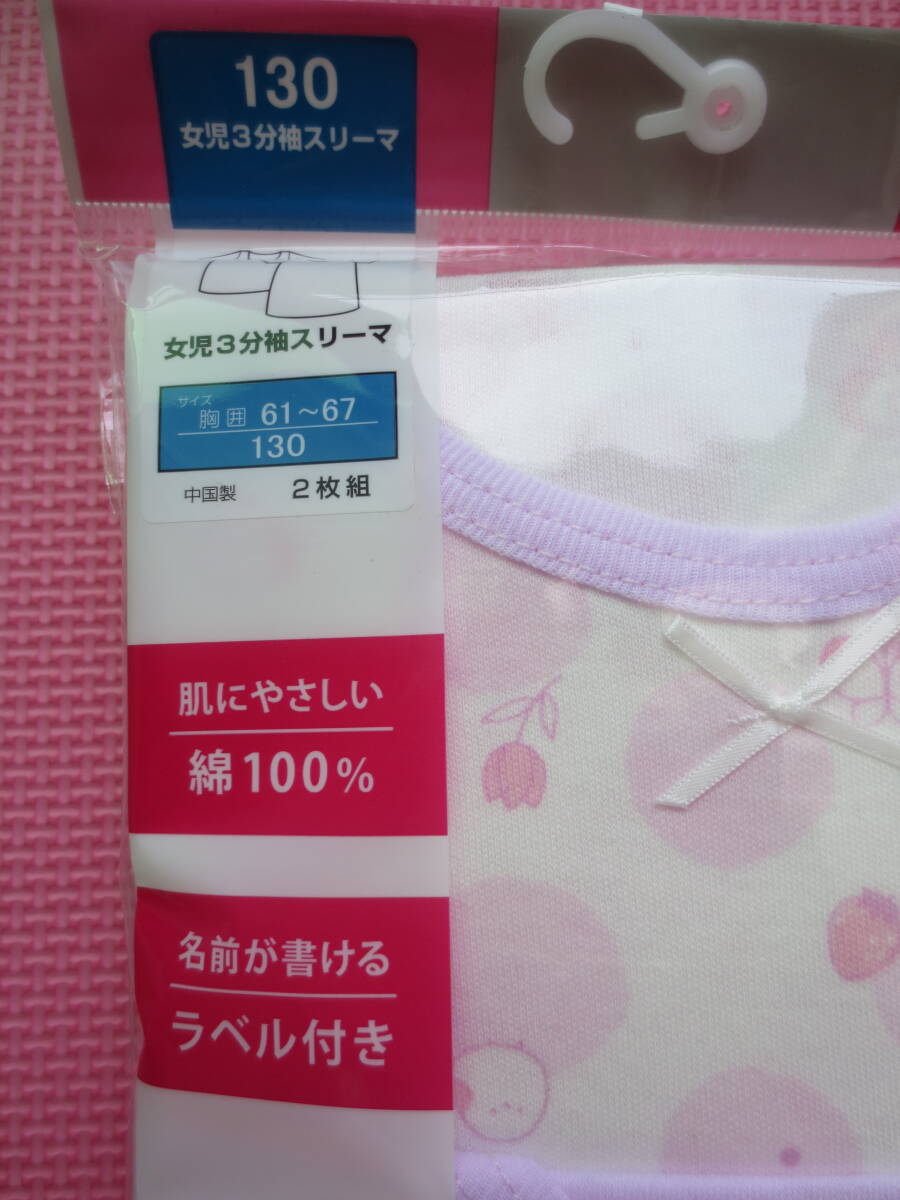 130
女児3分袖スリーマ
女児3分袖スリーマ
サイズ
胸囲 61～67
130
中国製 2枚組
肌にやさしい
綿100%
名前が書ける
ラベル付き